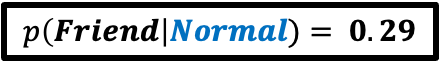 p(Friend|Normal) = 0.29